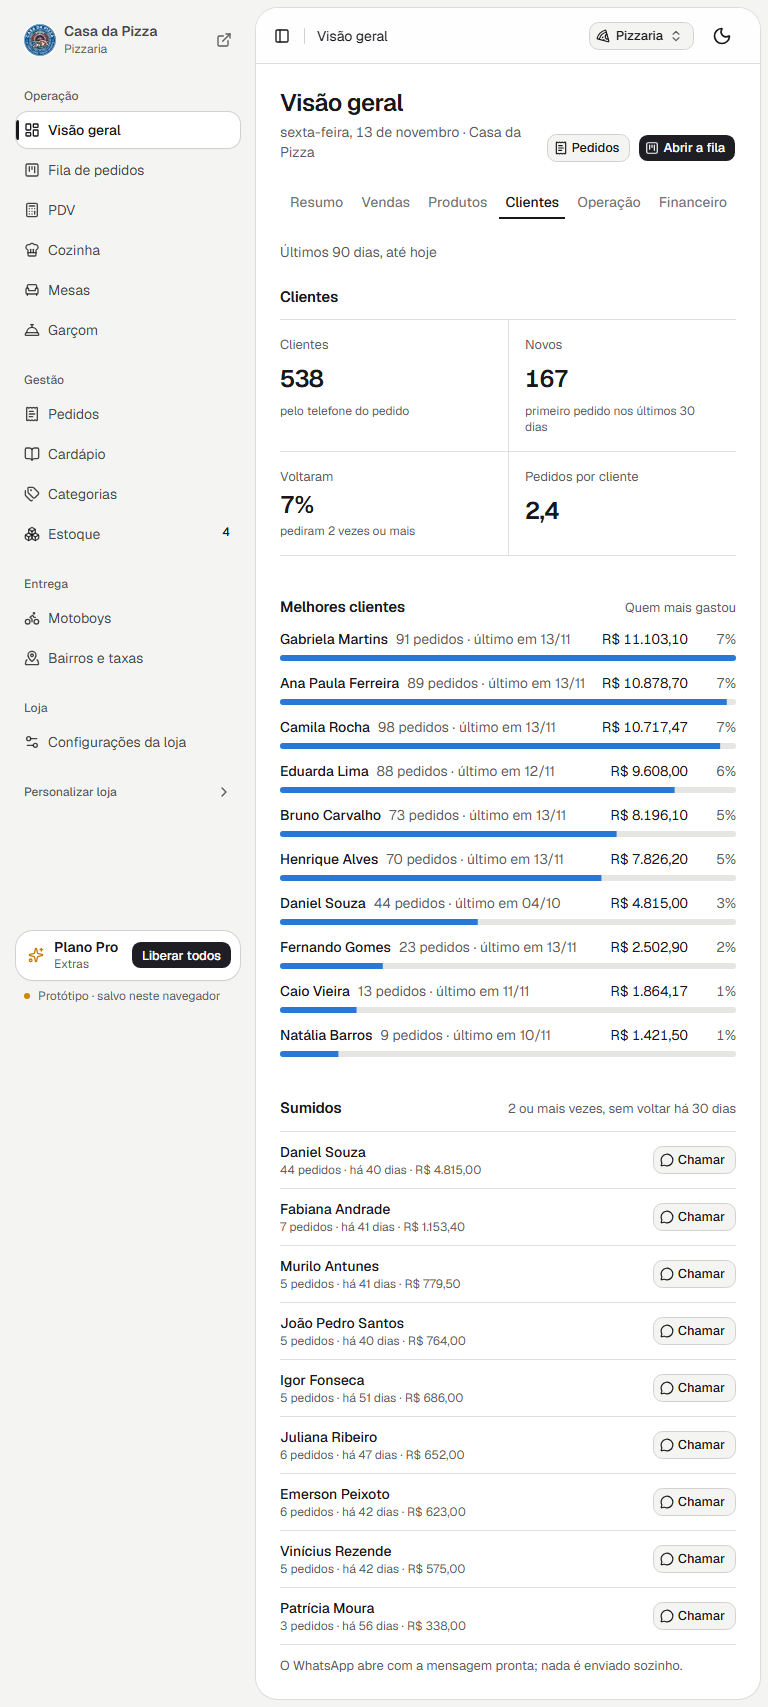 Casa da Pizza
Pizzaria
Operação
Visão geral
Fila de pedidos
PDV
Cozinha
Mesas
Garçom
Gestão
Pedidos
Cardápio
Categorias
Estoque 4
Entrega
Motoboys
Bairros e taxas
Loja
Configurações da loja
Personalizar loja
Plano Pro
Extras
Liberar todos
Protótipo · salvo neste navegador
Visão geral
Pizzaria
Visão geral
sexta-feira, 13 de novembro · Casa da
Pizza
Pedidos
Abrir a fila
Resumo Vendas Produtos Clientes Operação Financeiro
Últimos 90 dias, até hoje
Clientes
Clientes
538
pelo telefone do pedido
Novos
167
primeiro pedido nos últimos 30
dias
Voltaram
7%
pediram 2 vezes ou mais
Pedidos por cliente
2,4
Melhores clientes Quem mais gastou
Gabriela Martins 91 pedidos · último em 13/11 R$ 11.103,10 7%
Ana Paula Ferreira 89 pedidos · último em 13/11 R$ 10.878,70 7%
Camila Rocha 98 pedidos · último em 13/11 R$ 10.717,47 7%
Eduarda Lima 88 pedidos · último em 12/11 R$ 9.608,00 6%
Bruno Carvalho 73 pedidos · último em 13/11 R$ 8.196,10 5%
Henrique Alves 70 pedidos · último em 13/11 R$ 7.826,20 5%
Daniel Souza 44 pedidos · último em 04/10 R$ 4.815,00 3%
Fernando Gomes 23 pedidos · último em 13/11 R$ 2.502,90 2%
Caio Vieira 13 pedidos · último em 11/11 R$ 1.864,17 1%
Natália Barros 9 pedidos · último em 10/11 R$ 1.421,50 1%
Sumidos 2 ou mais vezes, sem voltar há 30 dias
Daniel Souza
44 pedidos · há 40 dias · R$ 4.815,00
Chamar
Fabiana Andrade
7 pedidos · há 41 dias · R$ 1.153,40
Chamar
Murilo Antunes
5 pedidos · há 41 dias · R$ 779,50
Chamar
João Pedro Santos
5 pedidos · há 40 dias · R$ 764,00
Chamar
Igor Fonseca
5 pedidos · há 51 dias · R$ 686,00
Chamar
Juliana Ribeiro
6 pedidos · há 47 dias · R$ 652,00
Chamar
Emerson Peixoto
6 pedidos · há 42 dias · R$ 623,00
Chamar
Vinícius Rezende
5 pedidos · há 42 dias · R$ 575,00
Chamar
Patrícia Moura
3 pedidos · há 56 dias · R$ 338,00
Chamar
O WhatsApp abre com a mensagem pronta; nada é enviado sozinho.